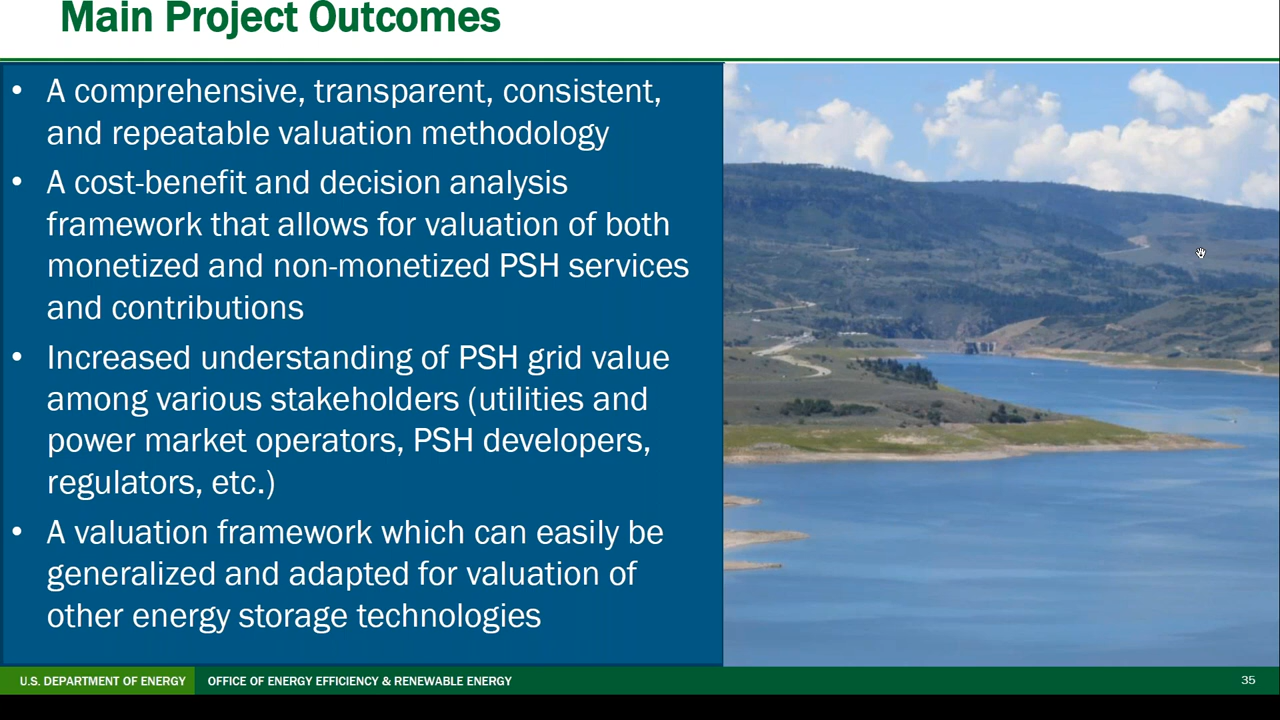 Main Project Outcomes
• A comprehensive, transparent, consistent,
and repeatable valuation methodology
• A cost-benefit and decision analysis
framework that allows for valuation of both
monetized and non-monetized PSH services
and contributions
• Increased understanding of PSH grid value
among various stakeholders (utilities and
power market operators, PSH developers,
regulators, etc.)
• A valuation framework which can easily be
generalized and adapted for valuation of
other energy storage technologies
U.S. DEPARTMENT OF ENERGY OFFICE OF ENERGY EFFICIENCY & RENEWABLE ENERGY 35